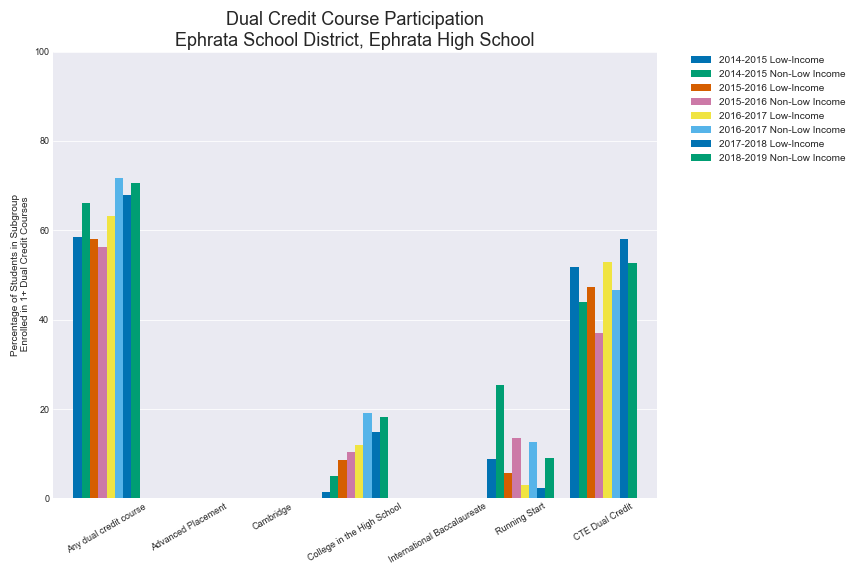 Dual Credit Course Participation
Ephrata School District, Ephrata High School
Percentage of Students in Subgroup
Enrolled in 1+ Dual Credit Courses
100
80
60
40
20
0
Any dual credit course
Advanced Placement
Cambridge
College in the High School
International Baccalaureate
Running Start
CTE Dual Credit
2014-2015 Low-Income
2014-2015 Non-Low Income
2015-2016 Low-Income
2015-2016 Non-Low Income
2016-2017 Low-Income
2016-2017 Non-Low Income
2017-2018 Low-Income
2018-2019 Non-Low Income